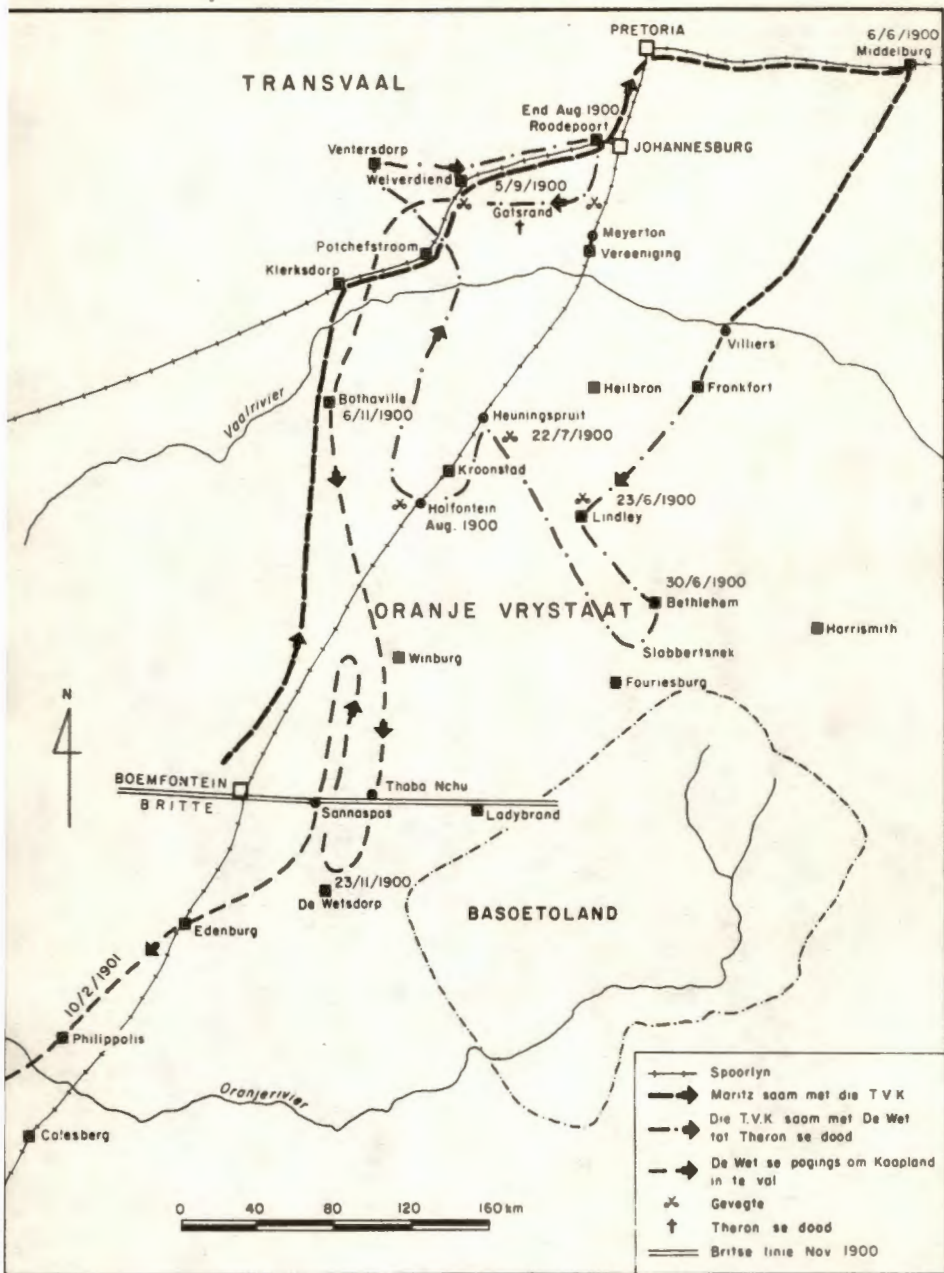 PRETORIA
6/6/1900
Middelburg
TRANSVAAL
End Aug. 1900
Roodepoort
JOHANNESBURG
Ventersdorp
Welverdiend
5/9/1900
Gatsrand
Meyerton
Vereeniging
Potchefstroom
Klerksdorp
Villiers
Vaalrivier
Bothaville
6/11/1900
Heilbron
Frankfort
Heuningspruit
22/7/1900
Kroonstad
Holfontein
Aug. 1900
23/6/1900
Lindley
30/6/1900
Bethlehem
ORANJE VRYSTAAT
Harrismith
Slabbertsnek
Winburg
Fouriesburg
N
BOEMFONTEIN
BRITTE
Thaba Nchu
Sannaspos
Ladybrand
23/11/1900
De Wetsdorp
BASOETOLAND
Edenburg
10/2/1901
Philippolis
Oranjerivier
Colesberg
Spoorlyn
Maritz saam met die T V K
Die T.V.K saam met De Wet
tot Theron se dood
De Wet se pogings om Kaapland
in te val
Gevegte
Theron se dood
Britse linie Nov 1900
0 40 80 120 160 km